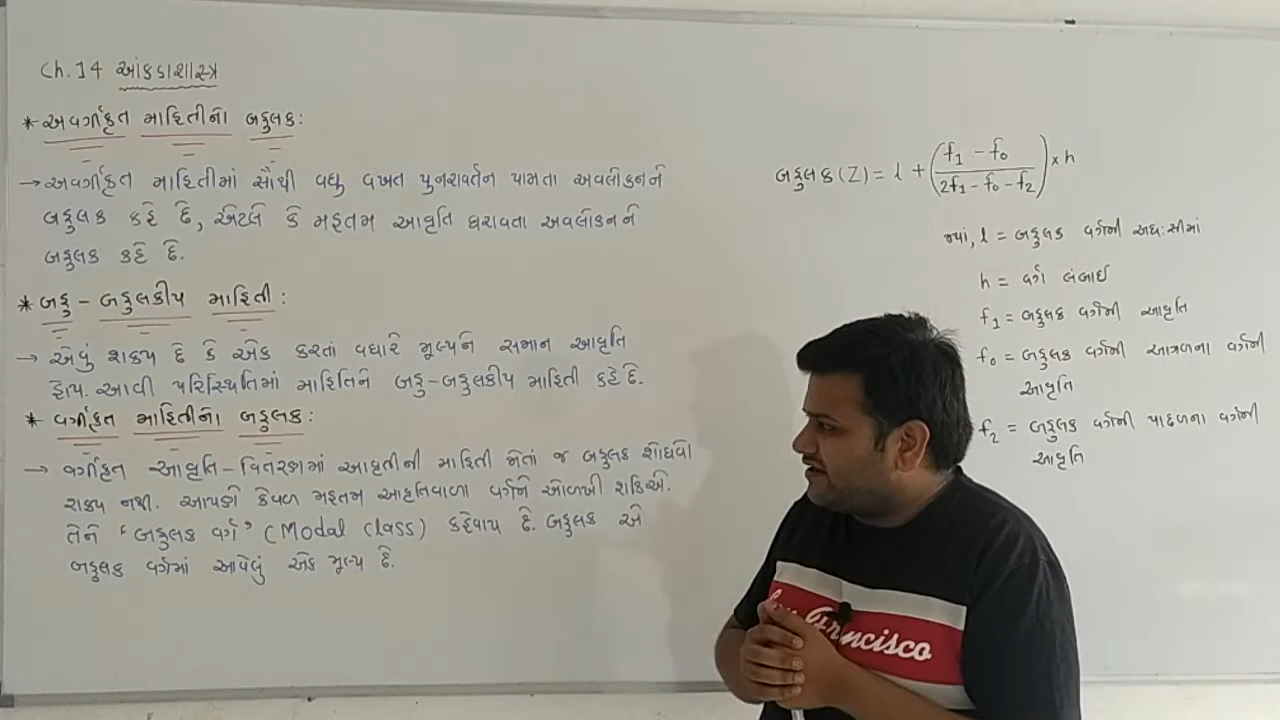 Ch.14 આંકડાશાસ્ત્ર
* અવર્ગીકૃત માહિતીનો બહુલક:
→ અવર્ગીકૃત માહિતીમાં સૌથી વધુ વખત પુનરાવર્તન પામતા અવલોકનને
બહુલક કહે છે, એટલે કે મહતમ આવૃતિ ધરાવતા અવલોકનને
બહુલક કહે છે.
* બહુ - બહુલકીય માહિતી :
→ એવું શક્ય છે કે એક કરતાં વધારે મૂલ્યને સમાન આવૃતિ
હોય. આવી પરિસ્થિતિમાં માહિતિને બહુ-બહુલકીય માહિતી કહે છે.
* વર્ગીકૃત માહિતીનો બહુલક:
→ વર્ગીકૃત આવૃતિ-વિતરણમાં આવૃતીની માહિતી જોતાં જ બહુલક શોધવો
શક્ય નથી. આપણે કેવળ મહતમ આવૃતિવાળા વર્ગને ઓળખી શકિએ.
તેને 'બહુલક વર્ગ' (Modal Class) કહેવાય છે. બહુલક એ
બહુલક વર્ગમાં આપેલું એક મૂલ્ય છે.
બહુલક(Z) = l + (f₁ - f₀ / 2f₁ - f₀ - f₂) × h
જ્યાં, l = બહુલક વર્ગની અધ:સીમાં
h = વર્ગ લંબાઈ
f₁ = બહુલક વર્ગની આવૃતિ
f₀ = બહુલક વર્ગની આગળના વર્ગની
આવૃતિ
f₂ = બહુલક વર્ગની પાછળના વર્ગની
આવૃતિ
Francisco